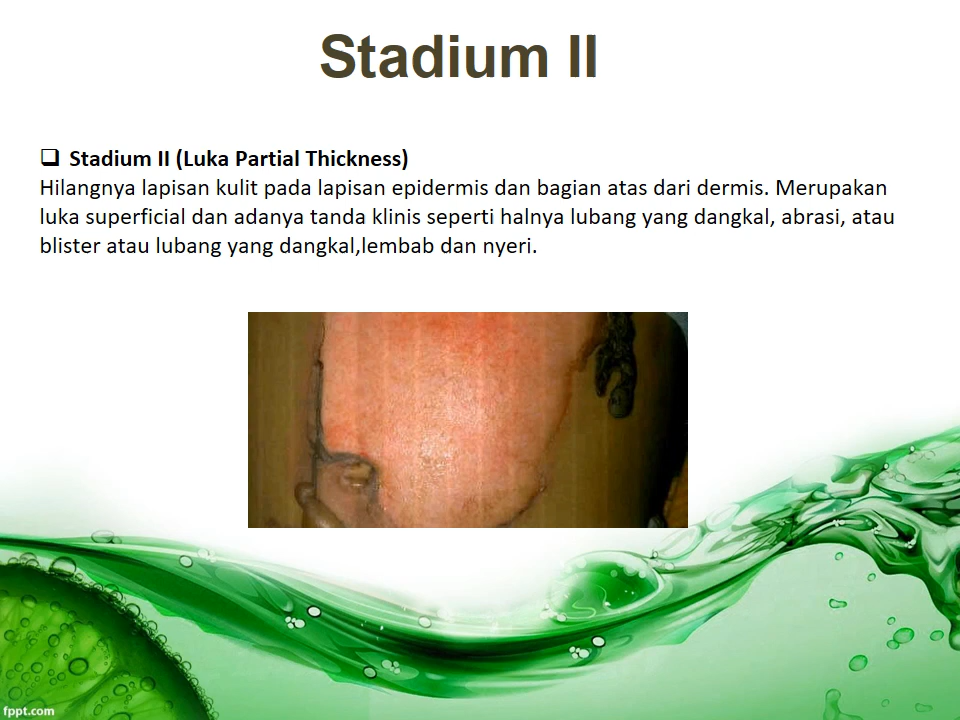 Stadium II
❑ Stadium II (Luka Partial Thickness)
Hilangnya lapisan kulit pada lapisan epidermis dan bagian atas dari dermis. Merupakan
luka superficial dan adanya tanda klinis seperti halnya lubang yang dangkal, abrasi, atau
blister atau lubang yang dangkal,lembab dan nyeri.
fppt.com